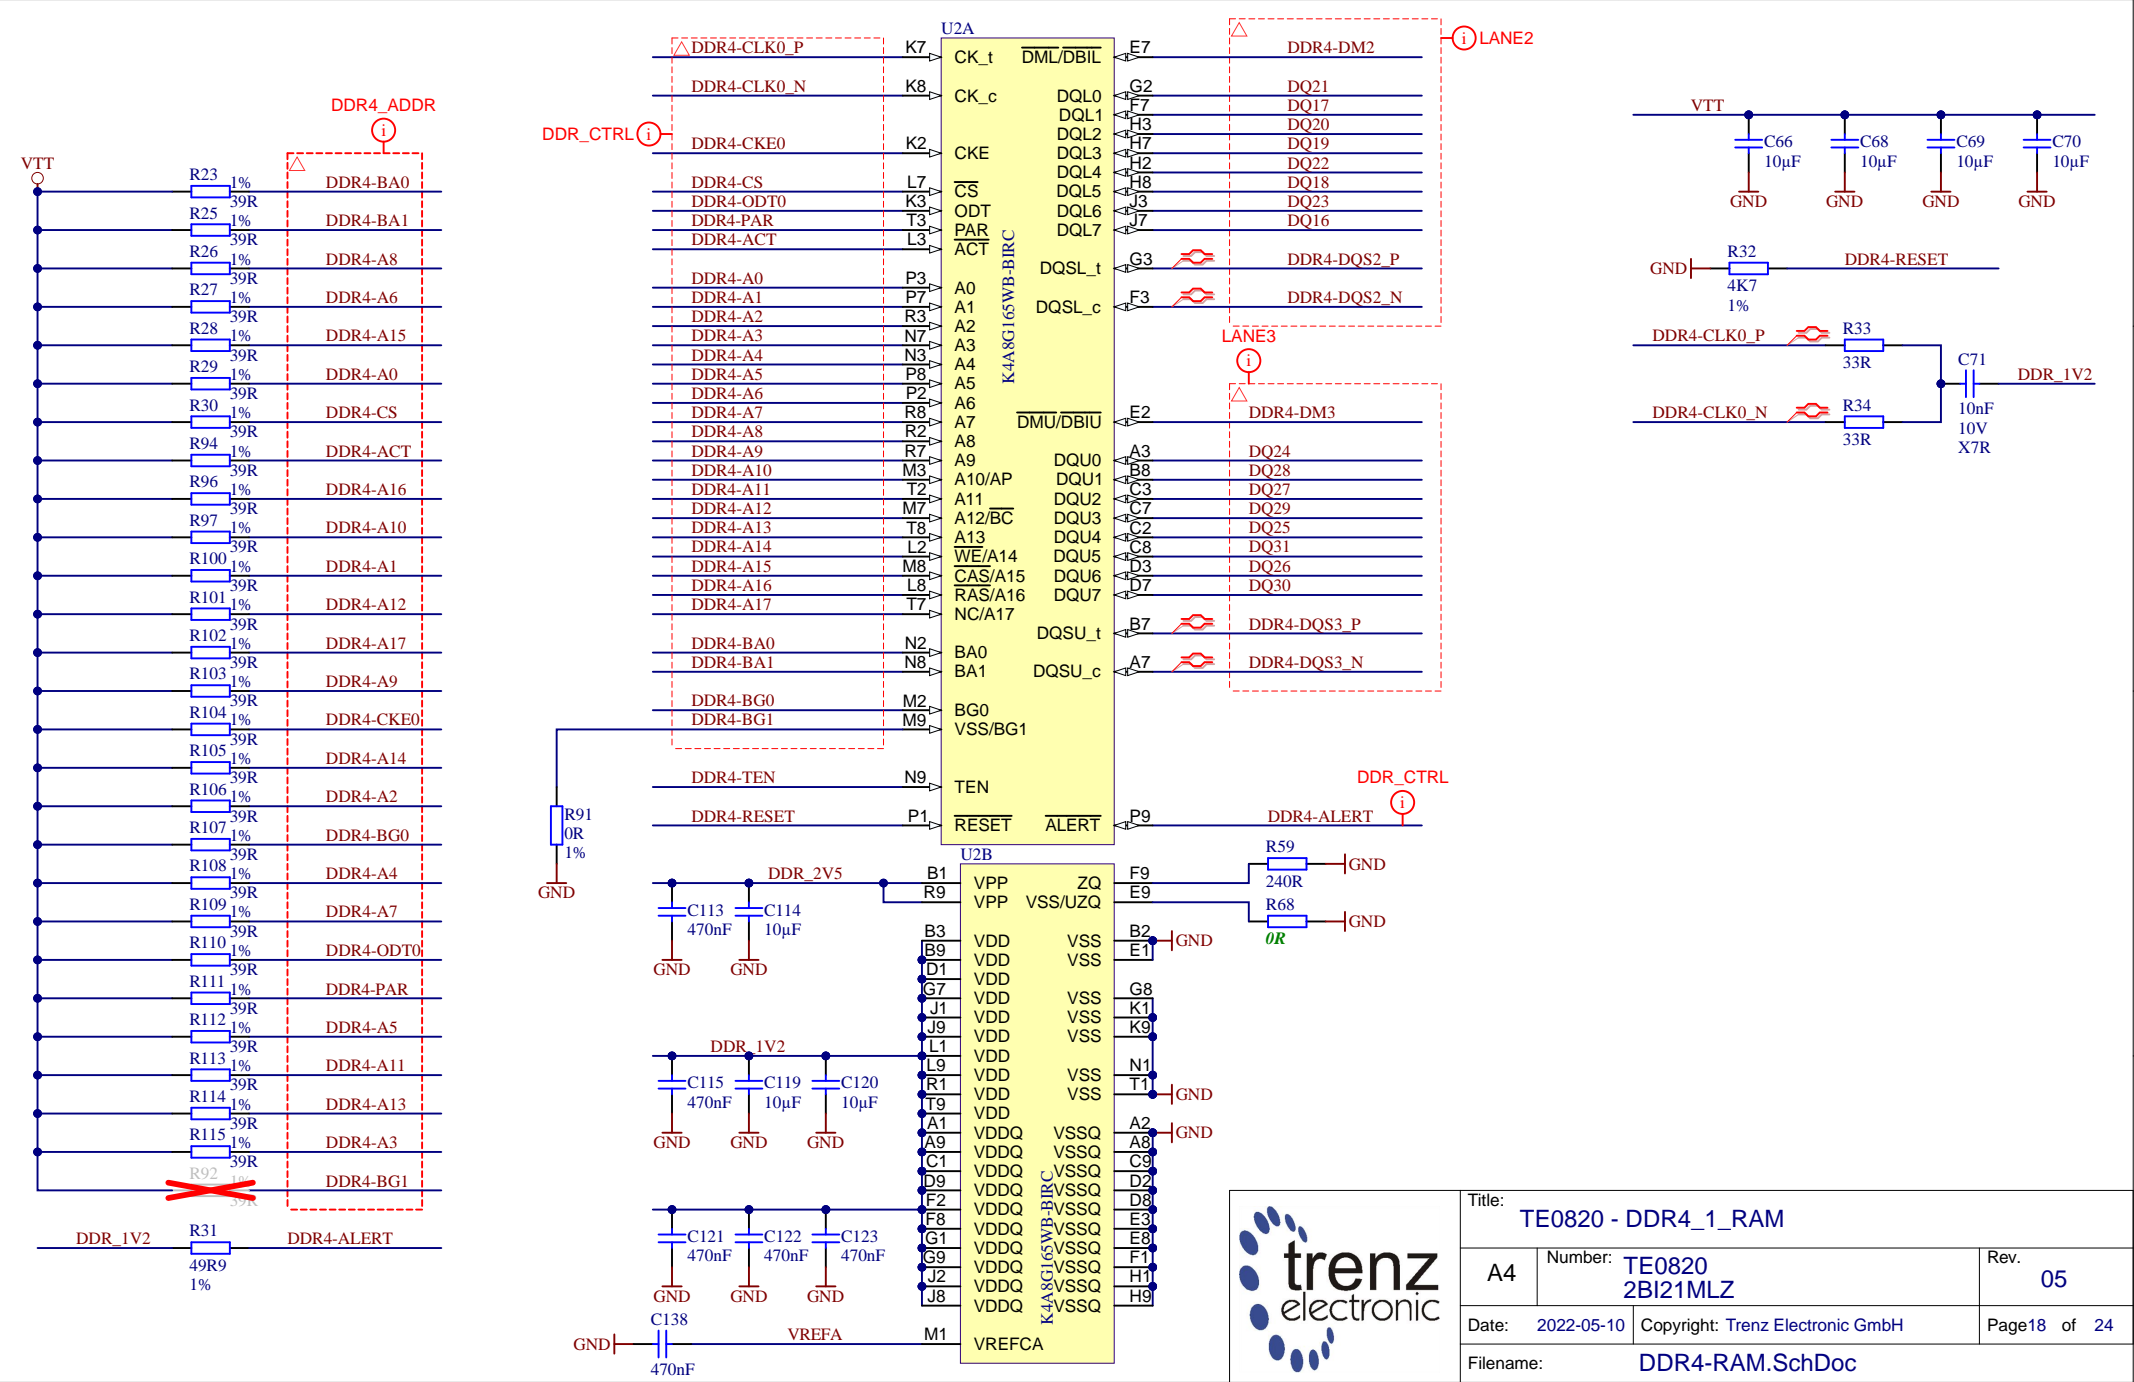 DDR4_ADDR
VTT
R23 1% 39R DDR4-BA0
R25 1% 39R DDR4-BA1
R26 1% 39R DDR4-A8
R27 1% 39R DDR4-A6
R28 1% 39R DDR4-A15
R29 1% 39R DDR4-A0
R30 1% 39R DDR4-CS
R94 1% 39R DDR4-ACT
R96 1% 39R DDR4-A16
R97 1% 39R DDR4-A10
R100 1% 39R DDR4-A1
R101 1% 39R DDR4-A12
R102 1% 39R DDR4-A17
R103 1% 39R DDR4-A9
R104 1% 39R DDR4-CKE0
R105 1% 39R DDR4-A14
R106 1% 39R DDR4-A2
R107 1% 39R DDR4-BG0
R108 1% 39R DDR4-A4
R109 1% 39R DDR4-A7
R110 1% 39R DDR4-ODT0
R111 1% 39R DDR4-PAR
R112 1% 39R DDR4-A5
R113 1% 39R DDR4-A11
R114 1% 39R DDR4-A13
R115 1% 39R DDR4-A3
R92 1% 39R DDR4-BG1
DDR_1V2 R31 49R9 1% DDR4-ALERT
U2A
DDR_CTRL
DDR4-CLK0_P K7 CK_t
DDR4-CLK0_N K8 CK_c
DDR4-CKE0 K2 CKE
DDR4-CS L7 CS
DDR4-ODT0 K3 ODT
DDR4-PAR T3 PAR
DDR4-ACT L3 ACT
DDR4-A0 P3 A0
DDR4-A1 P7 A1
DDR4-A2 R3 A2
DDR4-A3 N7 A3
DDR4-A4 N3 A4
DDR4-A5 P8 A5
DDR4-A6 P2 A6
DDR4-A7 R8 A7
DDR4-A8 R2 A8
DDR4-A9 R7 A9
DDR4-A10 M3 A10/AP
DDR4-A11 T2 A11
DDR4-A12 M7 A12/BC
DDR4-A13 T8 A13
DDR4-A14 L2 WE/A14
DDR4-A15 M8 CAS/A15
DDR4-A16 L8 RAS/A16
DDR4-A17 T7 NC/A17
DDR4-BA0 N2 BA0
DDR4-BA1 N8 BA1
DDR4-BG0 M2 BG0
DDR4-BG1 M9 VSS/BG1
DDR4-TEN N9 TEN
DDR4-RESET P1 RESET
R91
0R
1%
GND
K4A8G165WB-BIRC
LANE2
DML/DBIL E7 DDR4-DM2
DQL0 G2 DQ21
DQL1 F7 DQ17
DQL2 H3 DQ20
DQL3 H7 DQ19
DQL4 H2 DQ22
DQL5 H8 DQ18
DQL6 J3 DQ23
DQL7 J7 DQ16
DQSL_t G3 DDR4-DQS2_P
DQSL_c F3 DDR4-DQS2_N
LANE3
DMU/DBIU E2 DDR4-DM3
DQU0 A3 DQ24
DQU1 B8 DQ28
DQU2 C3 DQ27
DQU3 C7 DQ29
DQU4 C2 DQ25
DQU5 C8 DQ31
DQU6 D3 DQ26
DQU7 D7 DQ30
DQSU_t B7 DDR4-DQS3_P
DQSU_c A7 DDR4-DQS3_N
DDR_CTRL
ALERT P9 DDR4-ALERT
U2B
DDR_2V5 B1 VPP
R9 VPP
C113 470nF GND
C114 10µF GND
B3 VDD
B9 VDD
D1 VDD
G7 VDD
J1 VDD
J9 VDD
DDR_1V2 L1 VDD
L9 VDD
R1 VDD
T9 VDD
C115 470nF GND
C119 10µF GND
C120 10µF GND
A1 VDDQ
A9 VDDQ
C1 VDDQ
D9 VDDQ
F2 VDDQ
F8 VDDQ
G1 VDDQ
G9 VDDQ
J2 VDDQ
J8 VDDQ
C121 470nF GND
C122 470nF GND
C123 470nF GND
GND C138 470nF VREFA M1 VREFCA
K4A8G165WB-BIRC
ZQ F9 R59 240R GND
VSS/UZQ E9 R68 0R GND
VSS B2 GND
VSS E1
VSS G8
VSS K1
VSS K9
VSS N1
VSS T1 GND
VSSQ A2 GND
VSSQ A8
VSSQ C9
VSSQ D2
VSSQ D8
VSSQ E3
VSSQ E8
VSSQ F1
VSSQ H1
VSSQ H9
VTT
C66 10µF GND
C68 10µF GND
C69 10µF GND
C70 10µF GND
GND R32 4K7 1% DDR4-RESET
DDR4-CLK0_P R33 33R
DDR4-CLK0_N R34 33R
C71 10nF 10V X7R DDR_1V2
trenz
electronic
Title:
TE0820 - DDR4_1_RAM
A4
Number: TE0820
2BI21MLZ
Rev.
05
Date: 2022-05-10
Copyright: Trenz Electronic GmbH
Page18 of 24
Filename: DDR4-RAM.SchDoc